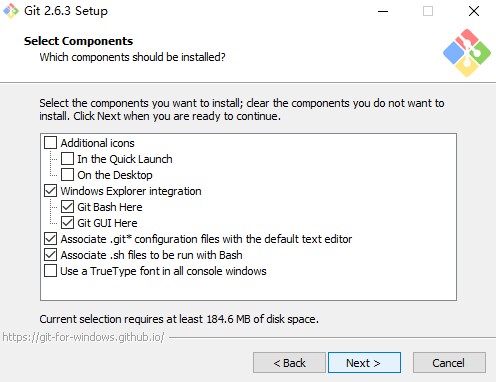 Git 2.6.3 Setup
Select Components
Which components should be installed?
Select the components you want to install; clear the components you do not want to
install. Click Next when you are ready to continue.
Additional icons
In the Quick Launch
On the Desktop
Windows Explorer integration
Git Bash Here
Git GUI Here
Associate .git* configuration files with the default text editor
Associate .sh files to be run with Bash
Use a TrueType font in all console windows
Current selection requires at least 184.6 MB of disk space.
https://git-for-windows.github.io/
< Back
Next >
Cancel